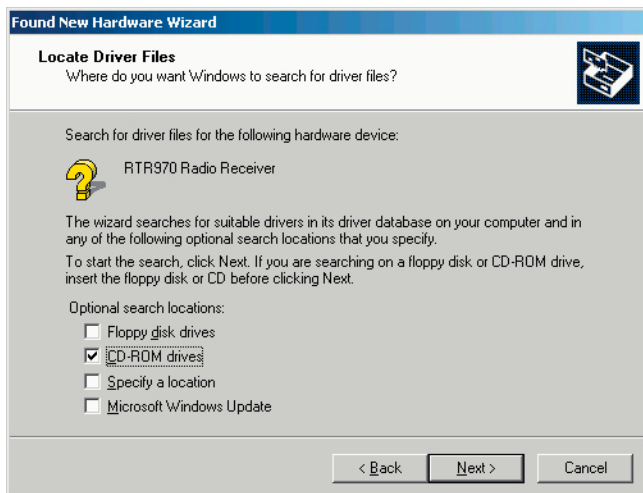 Found New Hardware Wizard
Locate Driver Files
Where do you want Windows to search for driver files?
Search for driver files for the following hardware device:
RTR970 Radio Receiver
The wizard searches for suitable drivers in its driver database on your computer and in
any of the following optional search locations that you specify.
To start the search, click Next. If you are searching on a floppy disk or CD-ROM drive,
insert the floppy disk or CD before clicking Next.
Optional search locations:
Floppy disk drives
CD-ROM drives
Specify a location
Microsoft Windows Update
< Back Next > Cancel